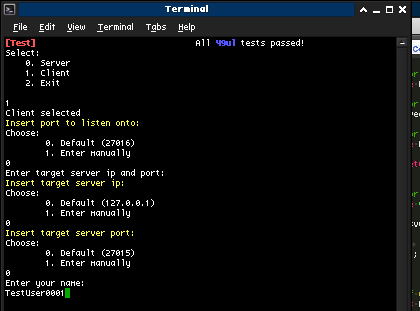 Terminal
File Edit View Terminal Tabs Help
[Test] All 49ul tests passed!
Select:
0. Server
1. Client
2. Exit
1
Client selected
Insert port to listen onto:
Choose:
0. Default (27016)
1. Enter Manually
0
Enter target server ip and port:
Insert target server ip:
Choose:
0. Default (127.0.0.1)
1. Enter Manually
0
Insert target server port:
Choose:
0. Default (27015)
1. Enter Manually
0
Enter your name:
TestUser0001